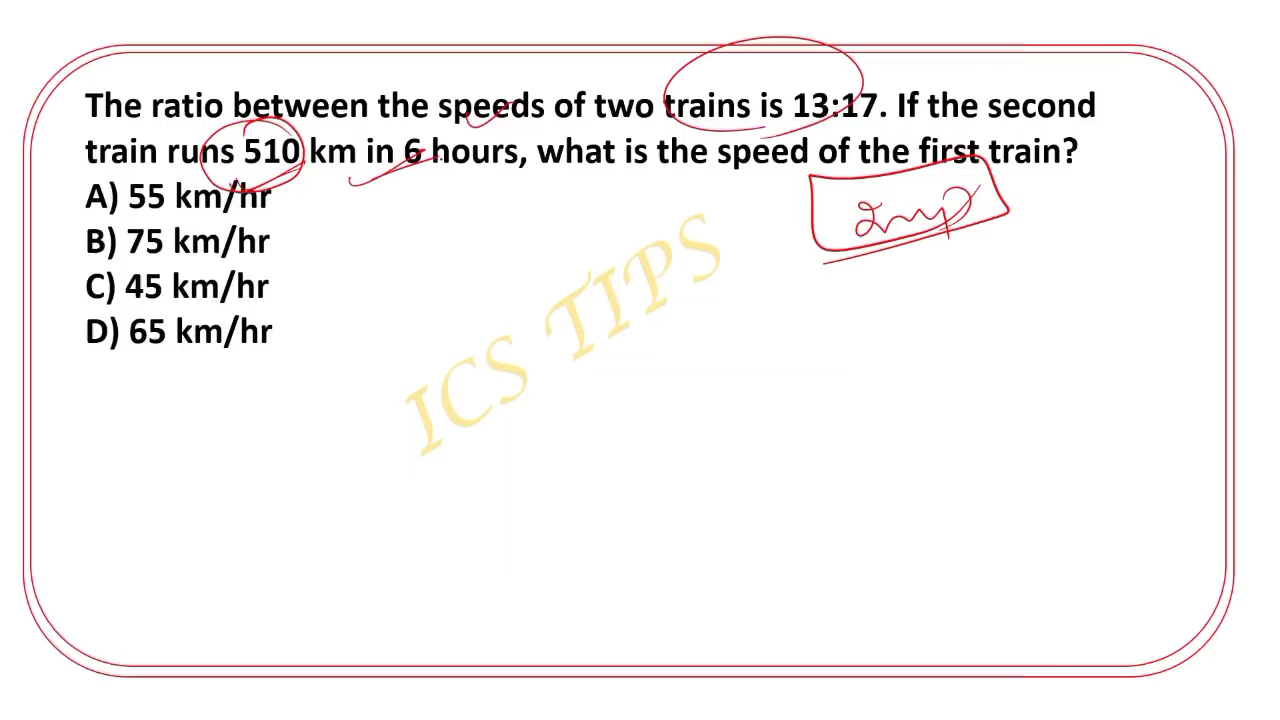 The ratio between the speeds of two trains is 13:17. If the second
train runs 510 km in 6 hours, what is the speed of the first train?
Imp
A) 55 km/hr
B) 75 km/hr
C) 45 km/hr
D) 65 km/hr
ICS TIPS